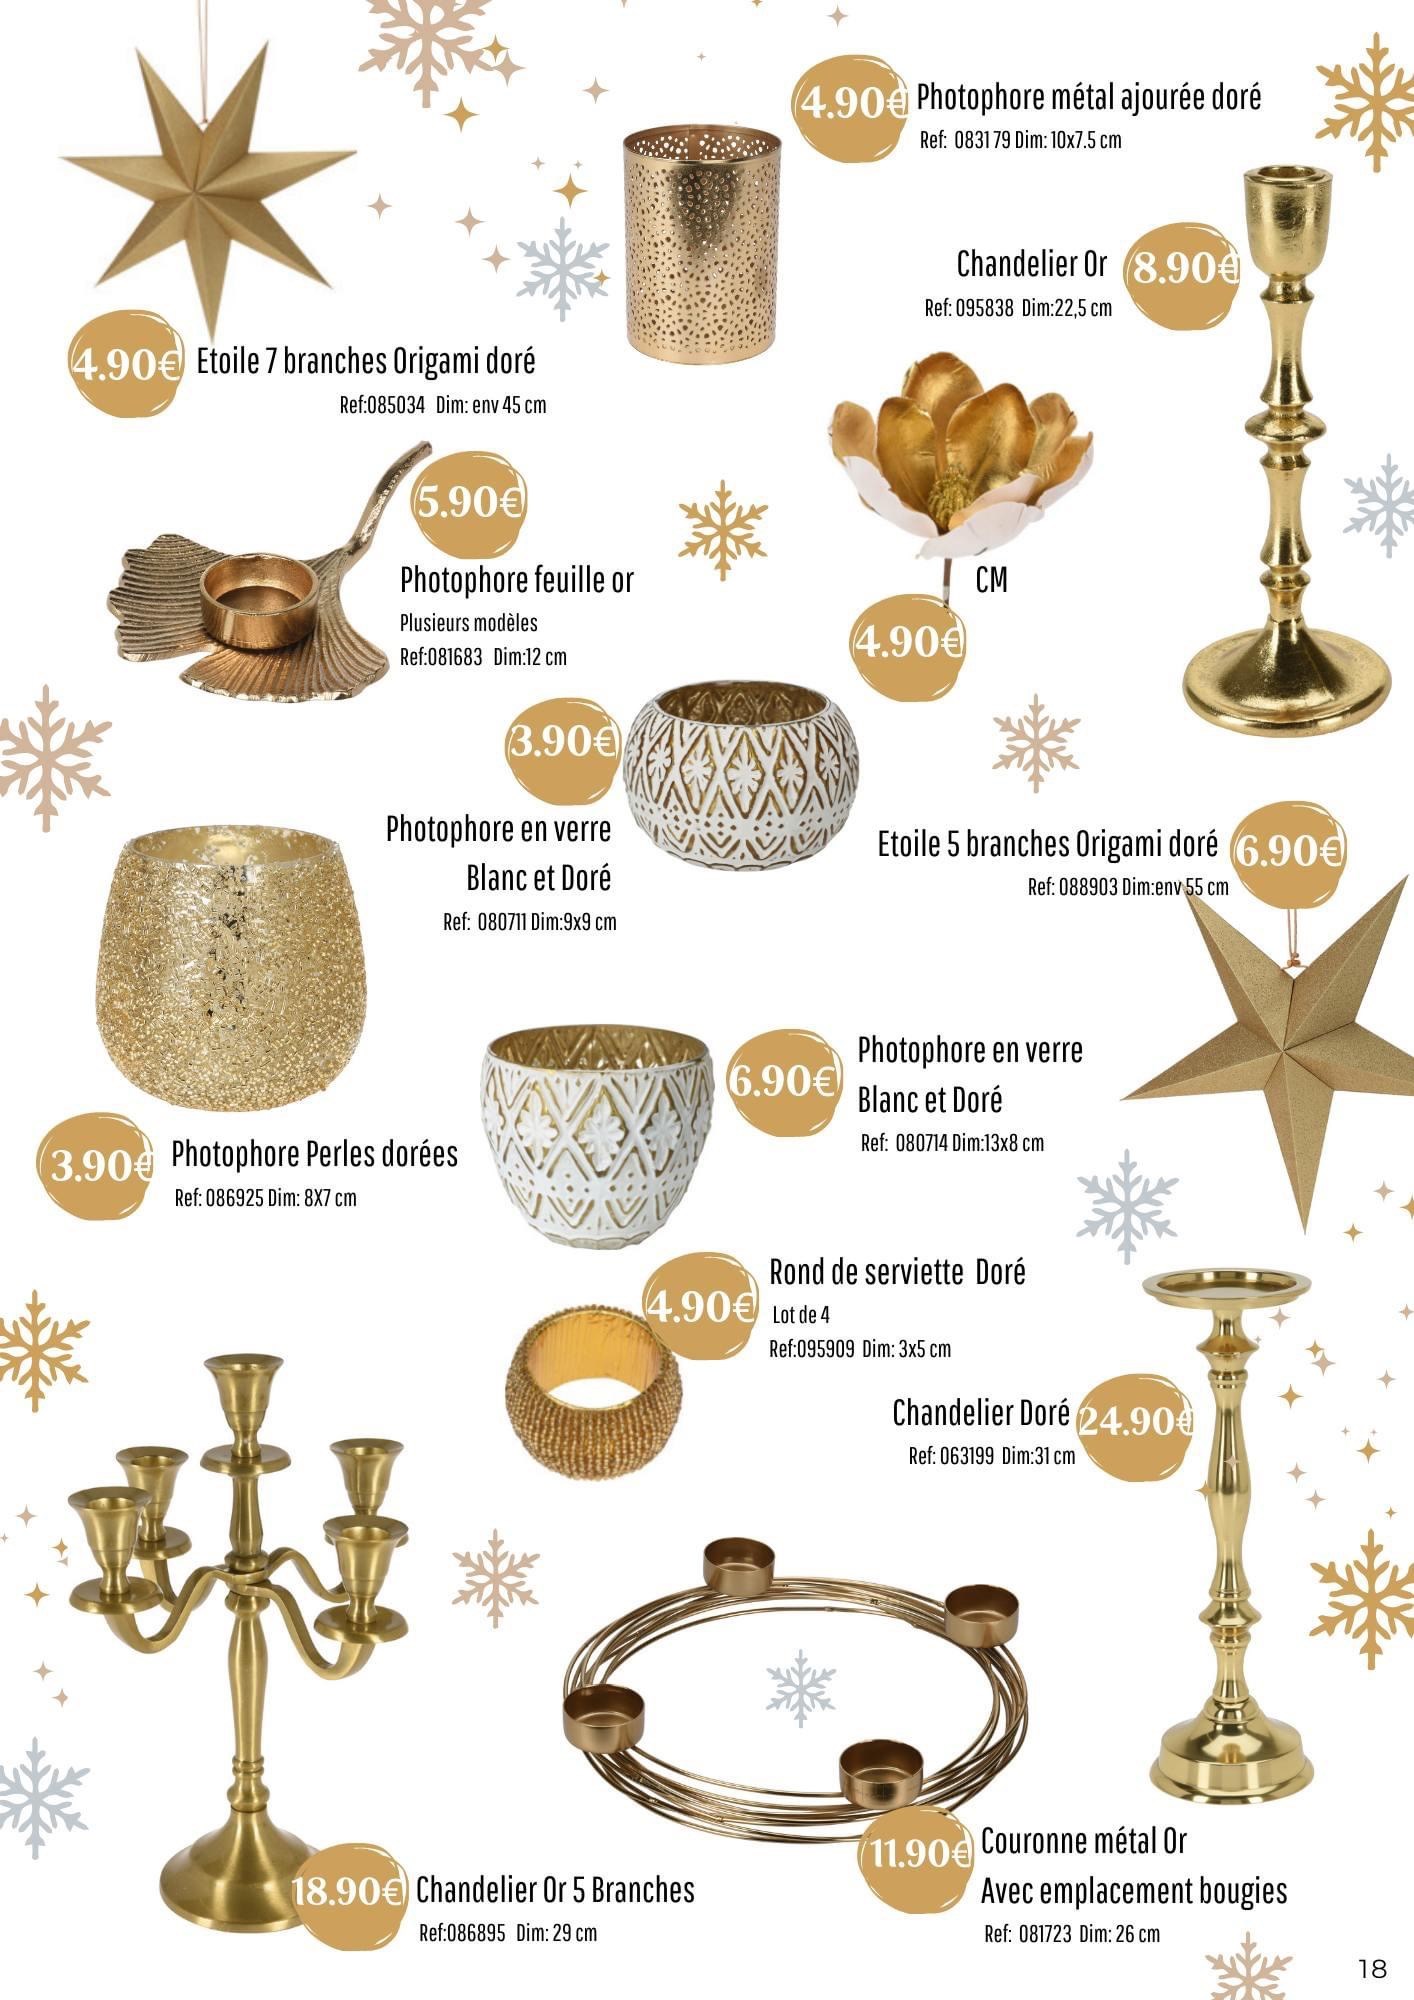 4.90€ Photophore métal ajourée doré
Ref: 0831 79 Dim: 10x7.5 cm
Chandelier Or 8.90€
Ref: 095838 Dim:22,5 cm
4.90€ Etoile 7 branches Origami doré
Ref:085034 Dim: env 45 cm
5.90€
Photophore feuille or
Plusieurs modèles
Ref:081683 Dim:12 cm
CM
4.90€
3.90€
Photophore en verre
Blanc et Doré
Ref: 080711 Dim:9x9 cm
Etoile 5 branches Origami doré 6.90€
Ref: 088903 Dim:env 55 cm
6.90€
Photophore en verre
Blanc et Doré
Ref: 080714 Dim:13x8 cm
3.90€ Photophore Perles dorées
Ref: 086925 Dim: 8X7 cm
4.90€
Rond de serviette Doré
Lot de 4
Ref:095909 Dim: 3x5 cm
Chandelier Doré 24.90€
Ref: 063199 Dim:31 cm
11.90€ Couronne métal Or
Avec emplacement bougies
Ref: 081723 Dim: 26 cm
18.90€ Chandelier Or 5 Branches
Ref:086895 Dim: 29 cm
18